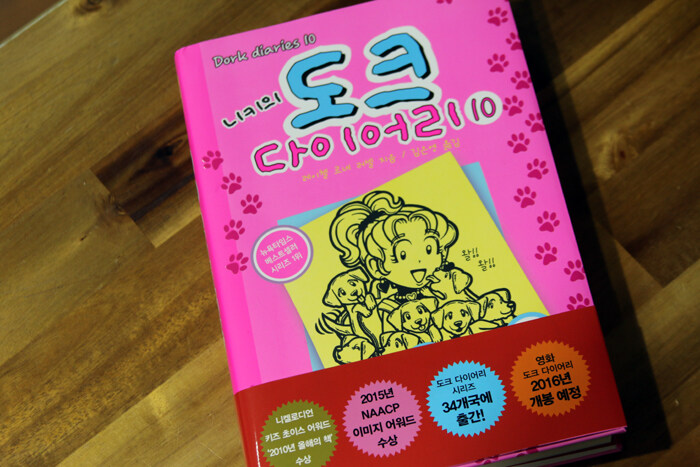 Dork diaries 10
니키의
도크
다이어리 10
레이첼 르네 러셀 지음 / 김은영 옮김
뉴욕타임스
베스트셀러
시리즈 1위
왈!!
왈!!
니켈로디언
키즈 초이스 어워드
'2010년 올해의 책'
수상
2015년
NAACP
이미지 어워드
수상
도크 다이어리
시리즈
34개국에
출간!
영화
도크 다이어리
2016년
개봉 예정